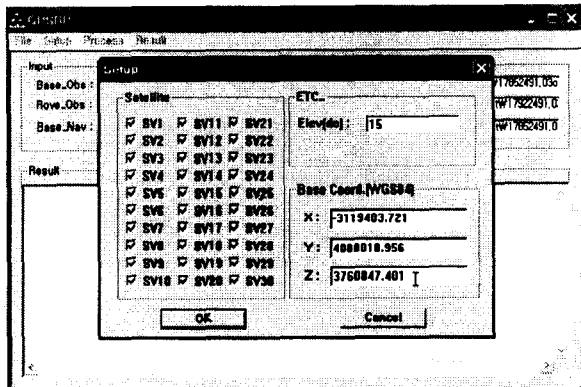 File Setup Process Result
Input
Base_Obs :
Rove_Obs :
Base_Nav :
Result
Setup
Satellite
SV1 SV11 SV21
SV2 SV12 SV22
SV3 SV13 SV23
SV4 SV14 SV24
SV5 SV15 SV25
SV6 SV16 SV26
SV7 SV17 SV27
SV8 SV18 SV28
SV9 SV19 SV29
SV10 SV20 SV30
ETC..
Elev(do) : 15
Base Coord.(WGS84)
X : -3119403.721
Y : 4088018.956
Z : 3760847.401
OK
Cancel